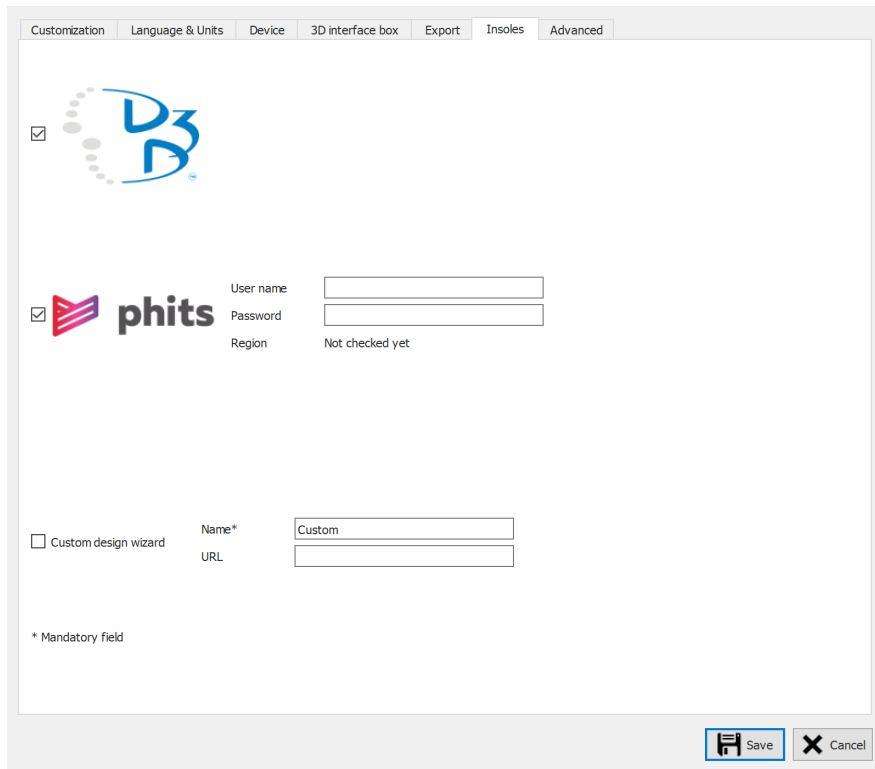 Customization Language & Units Device 3D interface box Export Insoles Advanced
D3D
phits
User name
Password
Region Not checked yet
Custom design wizard
Name* Custom
URL
* Mandatory field
Save Cancel